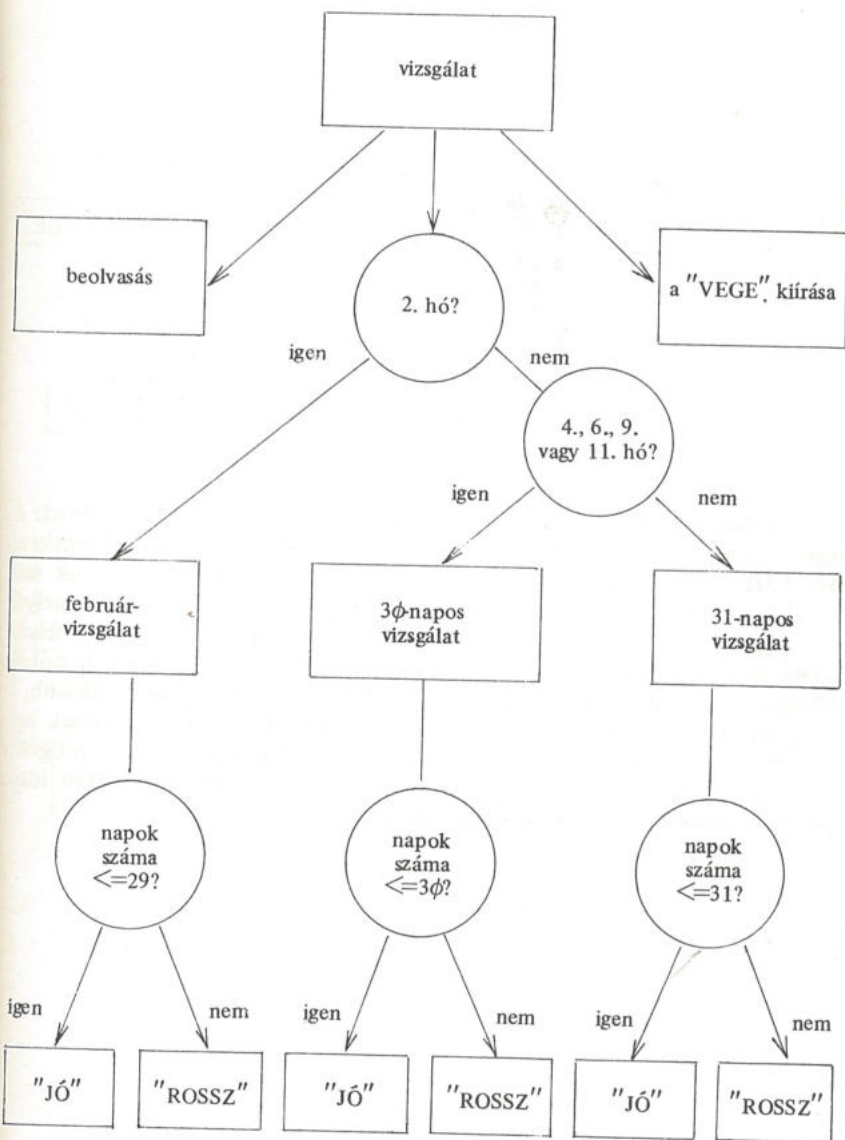 vizsgálat
beolvasás
2. hó?
a "VEGE". kiírása
igen
nem
4., 6., 9.
vagy 11. hó?
igen
nem
február-
vizsgálat
3ϕ-napos
vizsgálat
31-napos
vizsgálat
napok
száma
<=29?
napok
száma
<=3ϕ?
napok
száma
<=31?
igen
nem
igen
nem
igen
nem
"JÓ"
"ROSSZ"
"JÓ"
"ROSSZ"
"JÓ"
"ROSSZ"